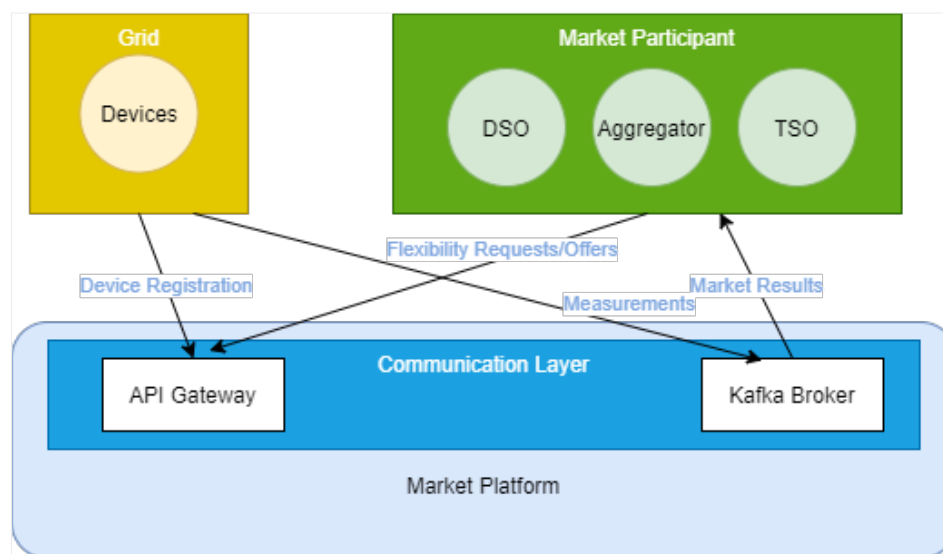 Grid
Market Participant
Devices
DSO
Aggregator
TSO
Flexibility Requests/Offers
Device Registration
Market Results
Measurements
Communication Layer
API Gateway
Kafka Broker
Market Platform